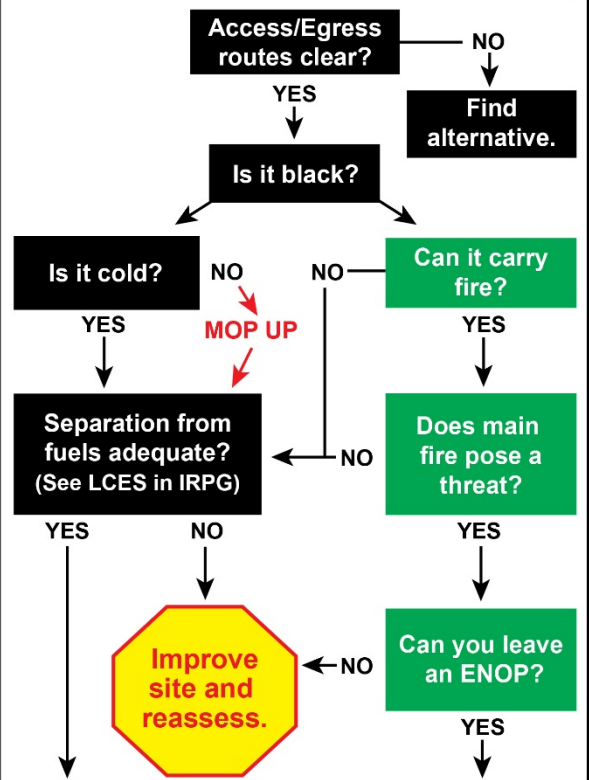 Access/Egress
routes clear?
NO
YES
Find
alternative.
Is it black?
Is it cold?
NO
NO
Can it carry
fire?
YES
MOP UP
YES
Separation from
fuels adequate?
(See LCES in IRPG)
NO
Does main
fire pose a
threat?
YES
NO
YES
Improve
site and
reassess.
NO
Can you leave
an ENOP?
YES